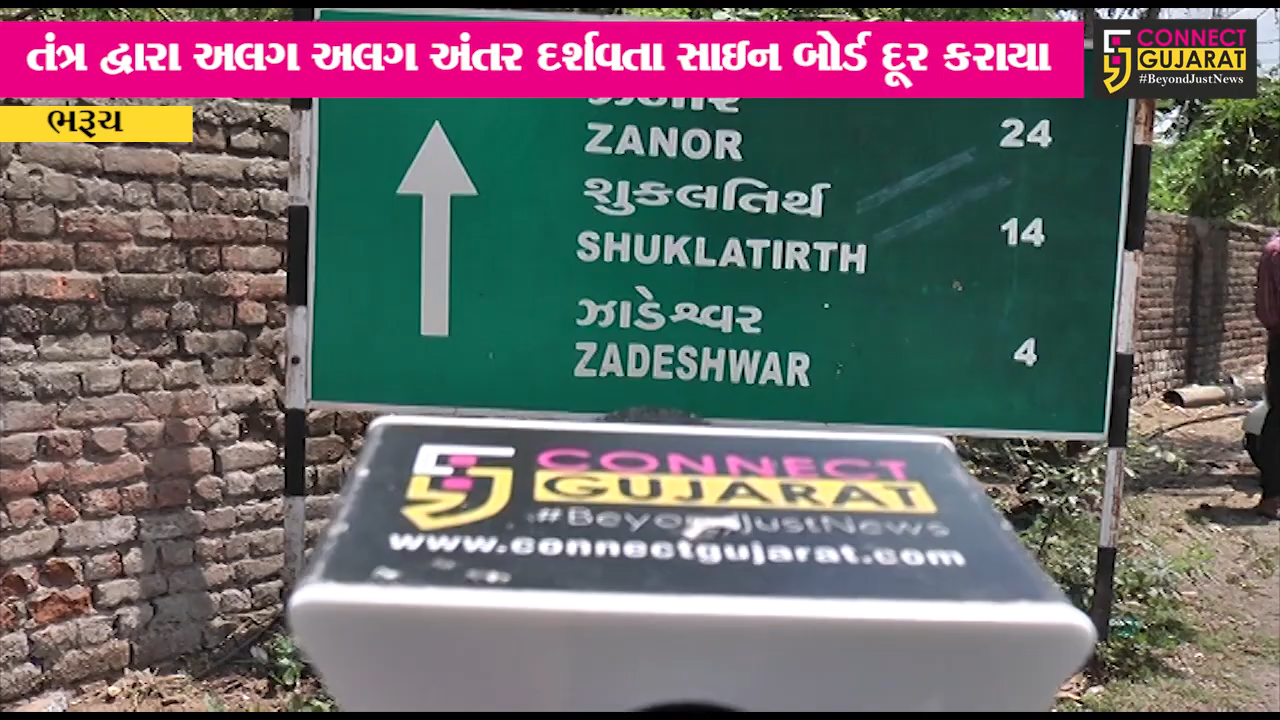 તંત્ર દ્વારા અલગ અલગ અંતર દર્શવતા સાઇન બોર્ડ દૂર કરાયા
CONNECT
GUJARAT
#BeyondJustNews
ભરૂચ
ZANOR 24
શુકલતિર્થ
SHUKLATIRTH 14
ઝાડેશ્વર
ZADESHWAR 4
CONNECT
GUJARAT
#BeyondJustNews
www.connectgujarat.com